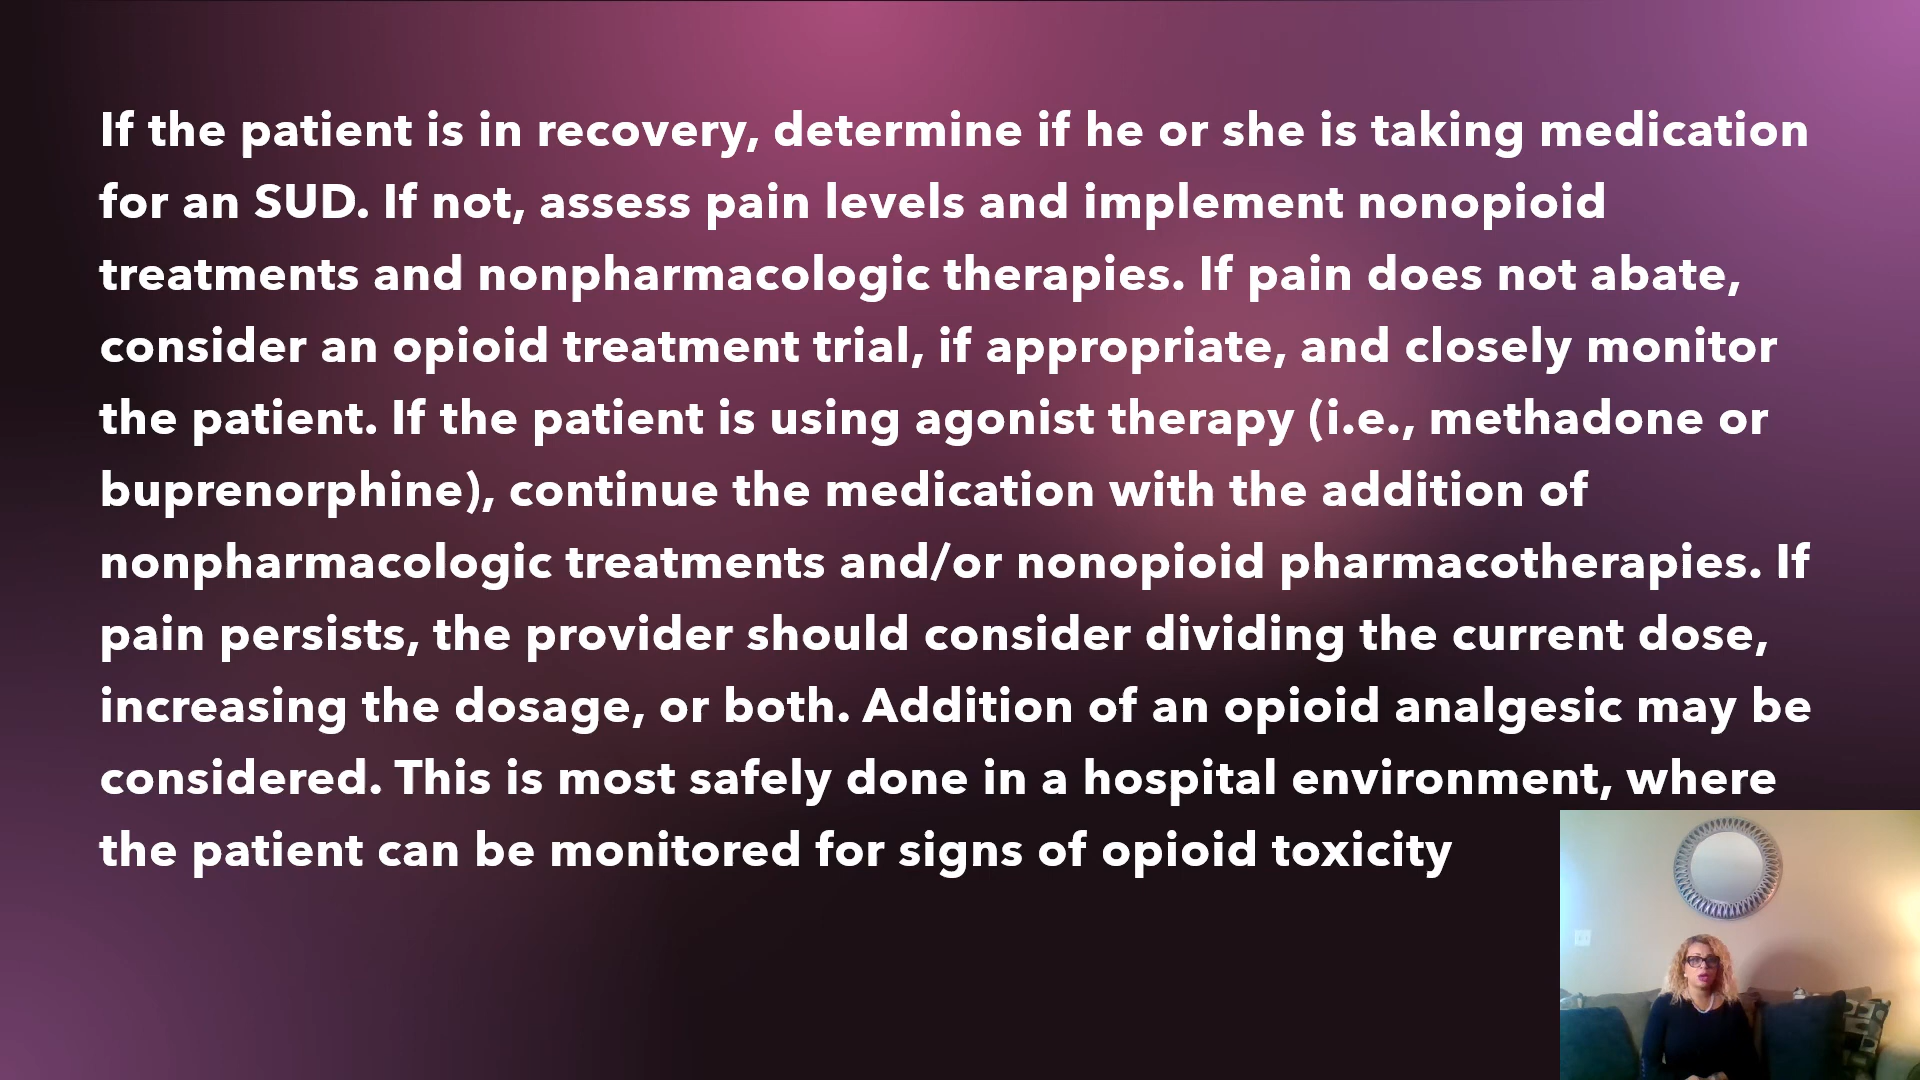 If the patient is in recovery, determine if he or she is taking medication
for an SUD. If not, assess pain levels and implement nonopioid
treatments and nonpharmacologic therapies. If pain does not abate,
consider an opioid treatment trial, if appropriate, and closely monitor
the patient. If the patient is using agonist therapy (i.e., methadone or
buprenorphine), continue the medication with the addition of
nonpharmacologic treatments and/or nonopioid pharmacotherapies. If
pain persists, the provider should consider dividing the current dose,
increasing the dosage, or both. Addition of an opioid analgesic may be
considered. This is most safely done in a hospital environment, where
the patient can be monitored for signs of opioid toxicity